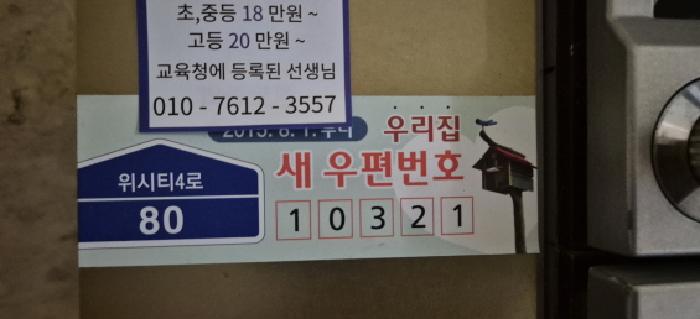 초,중등 18 만원 ~
고등 20 만원 ~
교육청에 등록된 선생님
010 - 7612 - 3557
우리집
새 우편번호
위시티4로
80
1 0 3 2 1